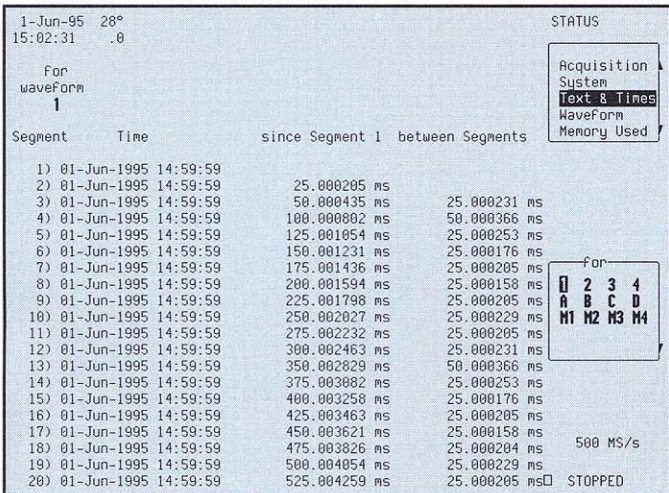 1-Jun-95 28°
15:02:31 .0
for
waveform
1
STATUS
Acquisition
System
Text & Times
Waveform
Memory Used
Segment Time since Segment 1 between Segments
1) 01-Jun-1995 14:59:59
2) 01-Jun-1995 14:59:59 25.000205 ms
3) 01-Jun-1995 14:59:59 50.000435 ms 25.000231 ms
4) 01-Jun-1995 14:59:59 100.000802 ms 50.000366 ms
5) 01-Jun-1995 14:59:59 125.001054 ms 25.000253 ms
6) 01-Jun-1995 14:59:59 150.001231 ms 25.000176 ms
7) 01-Jun-1995 14:59:59 175.001436 ms 25.000205 ms
8) 01-Jun-1995 14:59:59 200.001594 ms 25.000158 ms
9) 01-Jun-1995 14:59:59 225.001798 ms 25.000205 ms
10) 01-Jun-1995 14:59:59 250.002027 ms 25.000229 ms
11) 01-Jun-1995 14:59:59 275.002232 ms 25.000205 ms
12) 01-Jun-1995 14:59:59 300.002463 ms 25.000231 ms
13) 01-Jun-1995 14:59:59 350.002829 ms 50.000366 ms
14) 01-Jun-1995 14:59:59 375.003082 ms 25.000253 ms
15) 01-Jun-1995 14:59:59 400.003258 ms 25.000176 ms
16) 01-Jun-1995 14:59:59 425.003463 ms 25.000205 ms
17) 01-Jun-1995 14:59:59 450.003621 ms 25.000158 ms
18) 01-Jun-1995 14:59:59 475.003826 ms 25.000204 ms
19) 01-Jun-1995 14:59:59 500.004054 ms 25.000229 ms
20) 01-Jun-1995 14:59:59 525.004259 ms 25.000205 ms
for
1 2 3 4
A B C D
M1 M2 M3 M4
500 MS/s
STOPPED